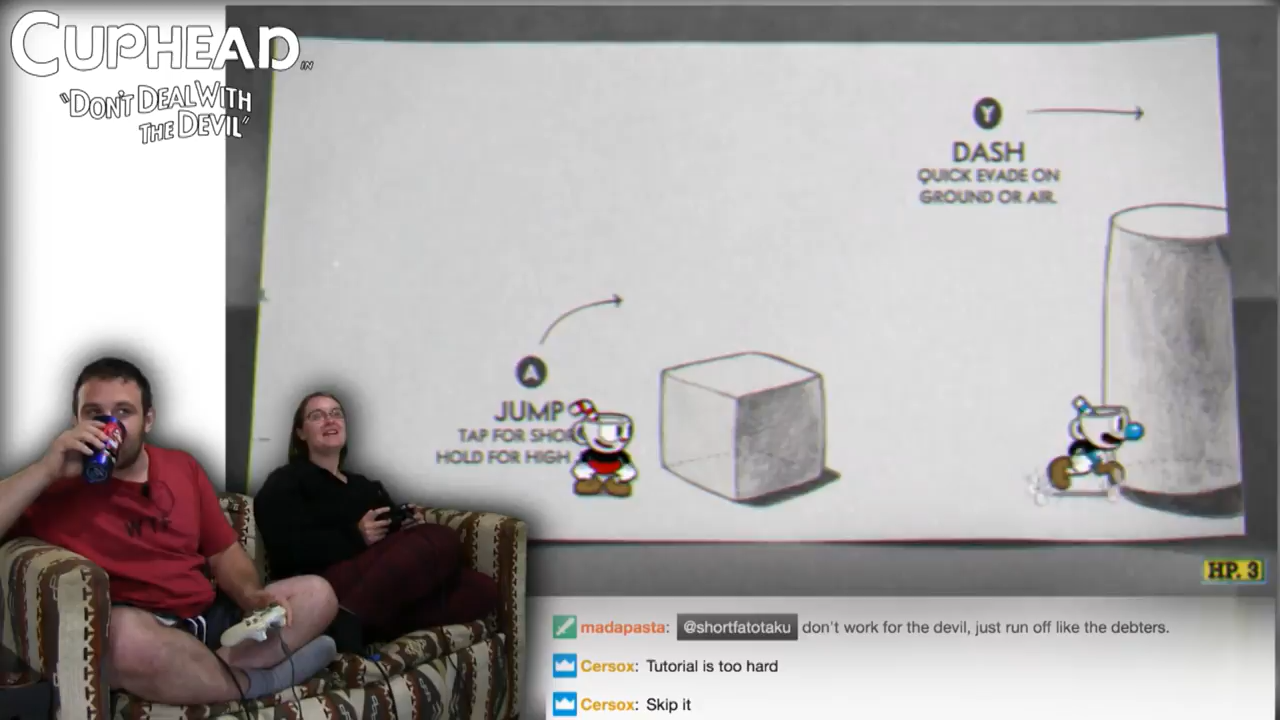 CUPHEAD
IN
"DON'T DEAL WITH
THE DEVIL"
Y
DASH
QUICK EVADE ON
GROUND OR AIR.
A
JUMP
TAP FOR SHO
HOLD FOR HIGH
WTF
HP. 3
madapasta: @shortfatotaku don't work for the devil, just run off like the debters.
Cersox: Tutorial is too hard
Cersox: Skip it